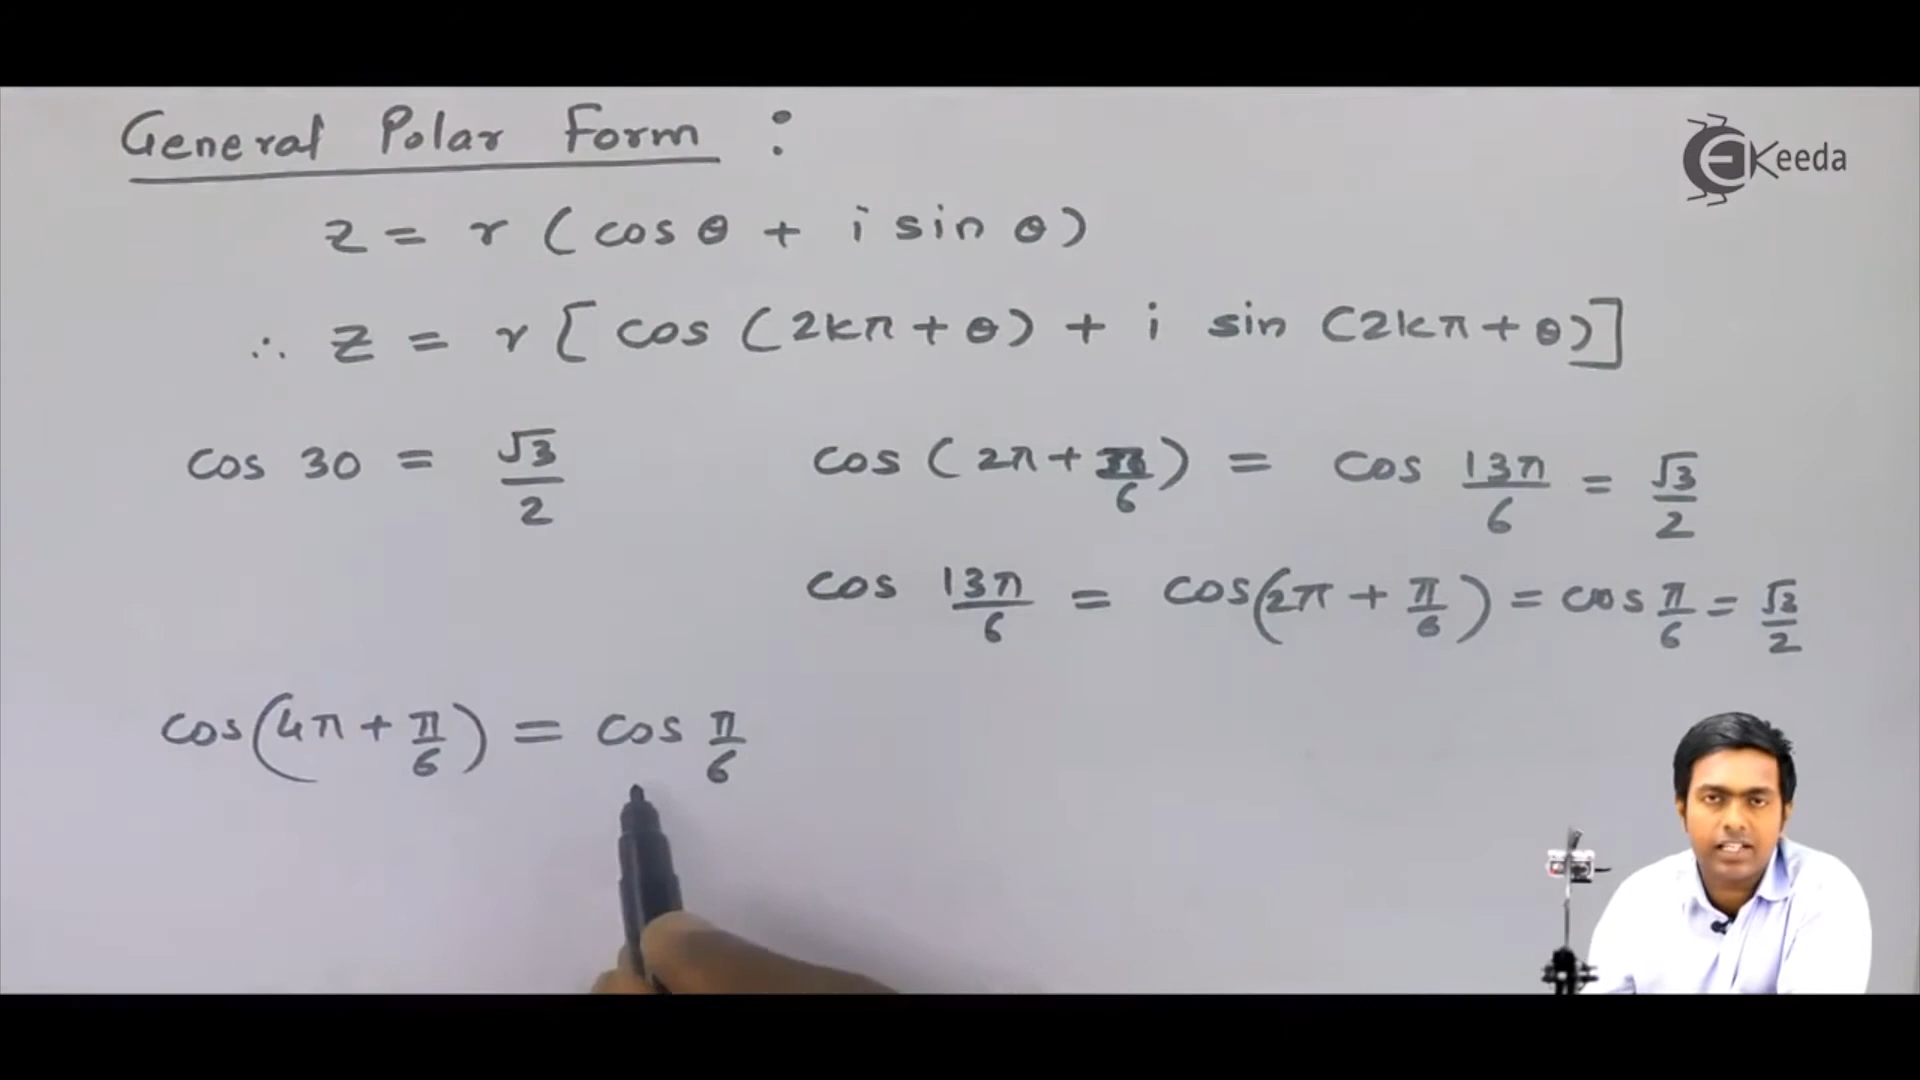 General Polar Form :
EKeeda
z = r (cos θ + i sin θ)
∴ z = r [ cos (2kπ + θ) + i sin (2kπ + θ)]
cos 30 = √3/2
cos (2π + π/6) = cos 13π/6 = √3/2
cos 13π/6 = cos(2π + π/6) = cos π/6 = √3/2
cos(4π + π/6) = cos π/6